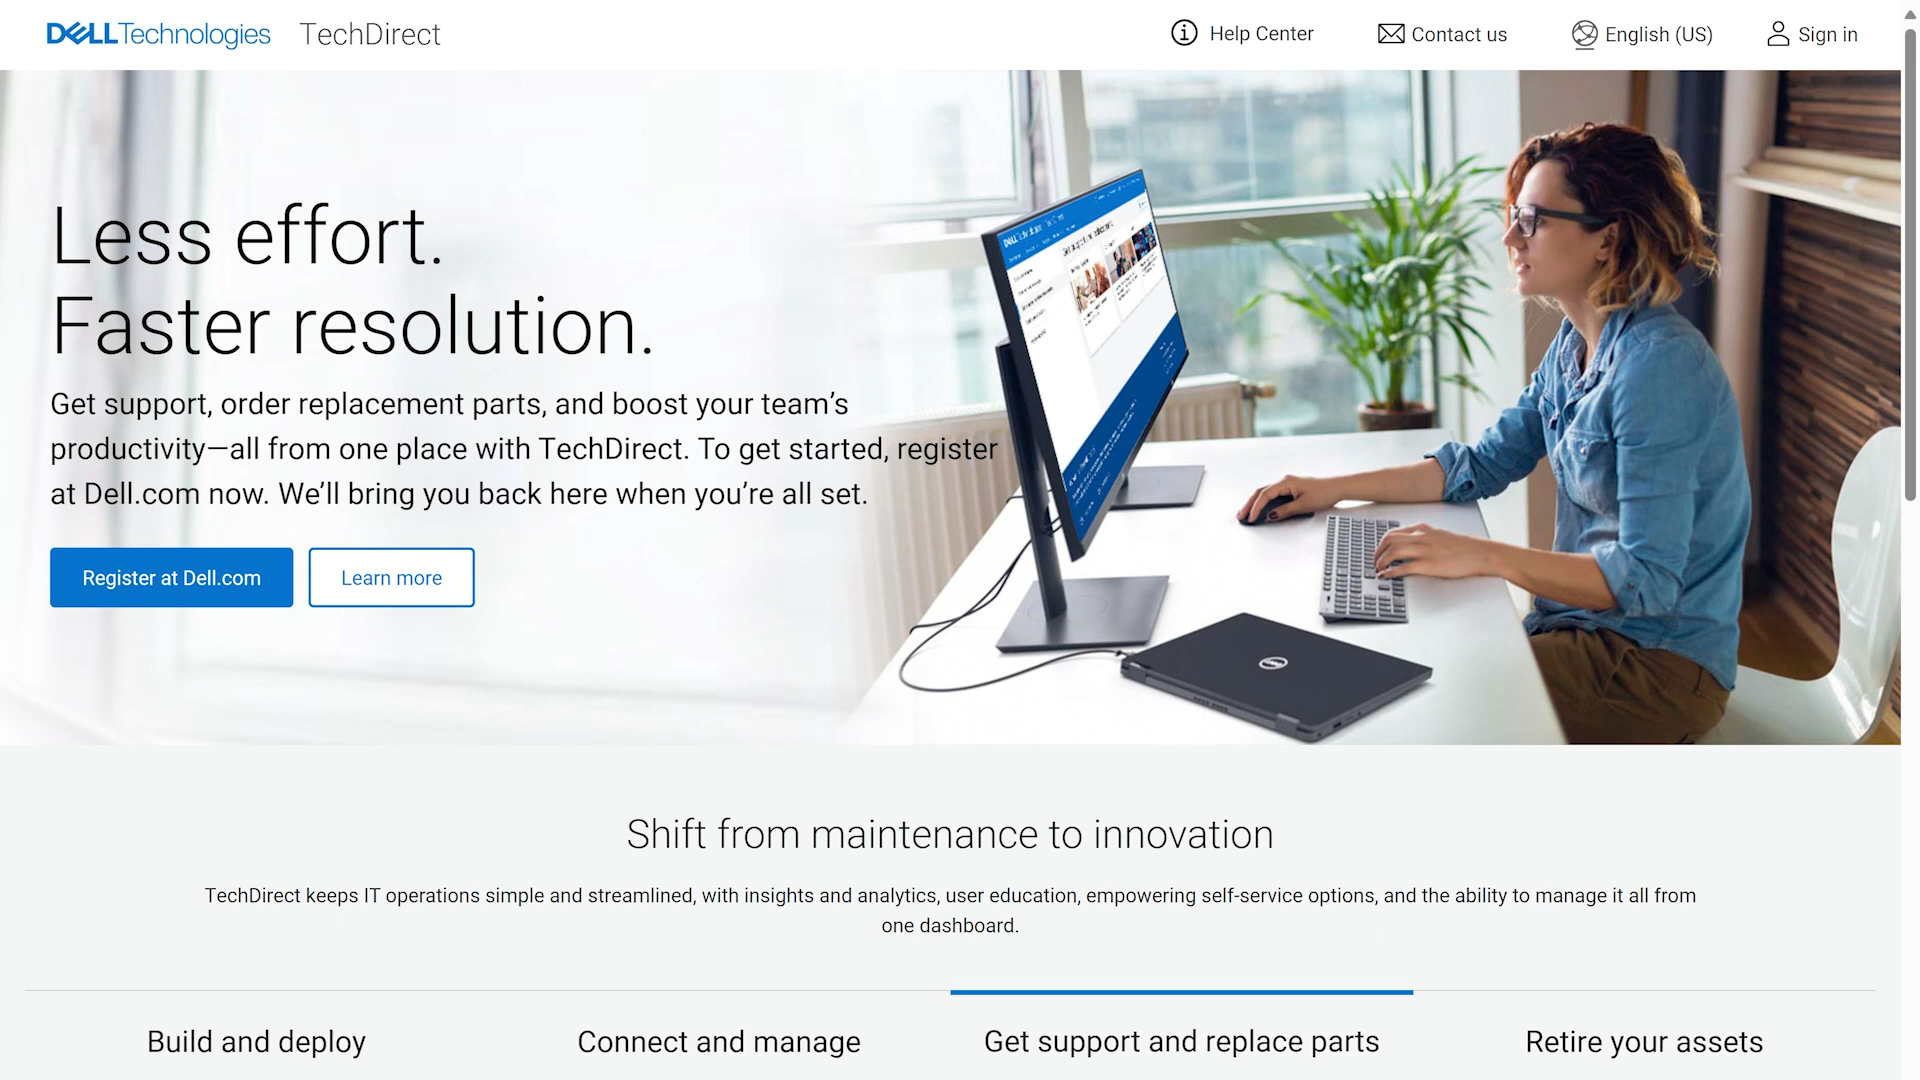 DELLTechnologies TechDirect
Help Center
Contact us
English (US)
Sign in
Less effort.
Faster resolution.
Get support, order replacement parts, and boost your team’s
productivity—all from one place with TechDirect. To get started, register
at Dell.com now. We’ll bring you back here when you’re all set.
Register at Dell.com
Learn more
Shift from maintenance to innovation
TechDirect keeps IT operations simple and streamlined, with insights and analytics, user education, empowering self-service options, and the ability to manage it all from
one dashboard.
Build and deploy
Connect and manage
Get support and replace parts
Retire your assets